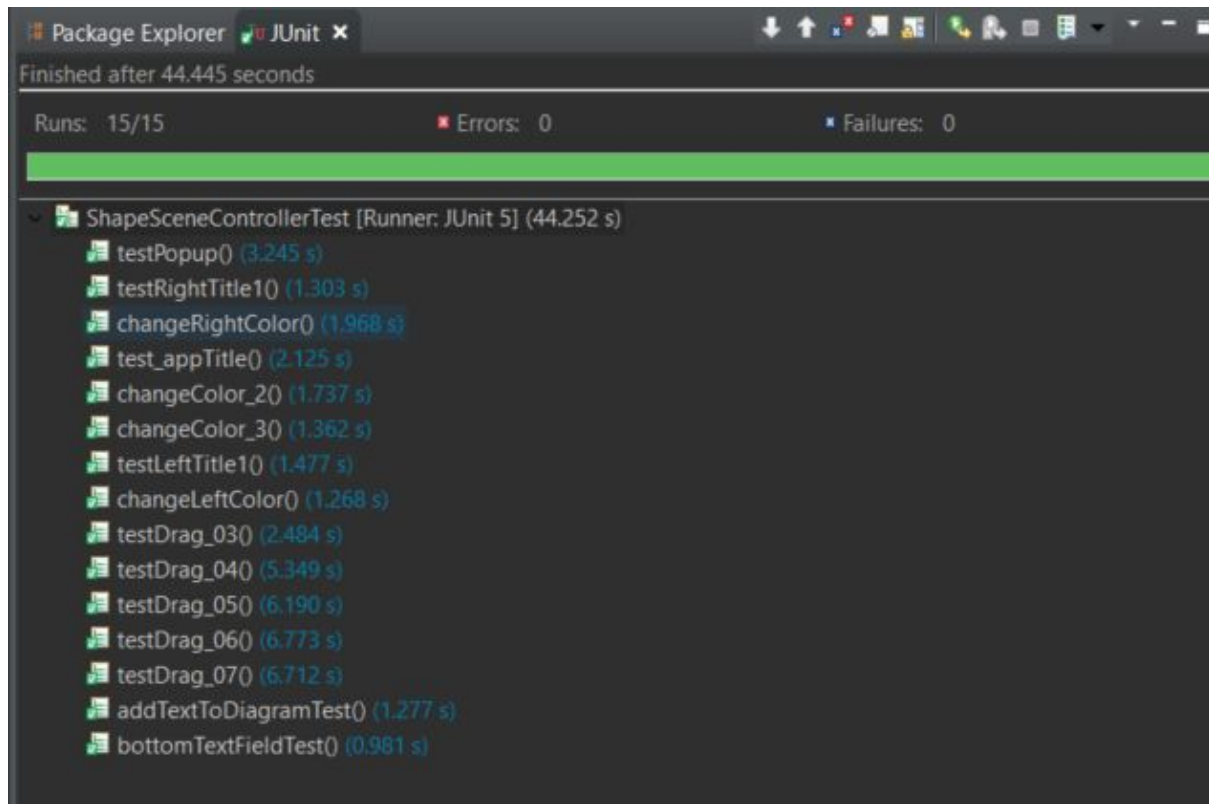 Package Explorer JUnit
Finished after 44.445 seconds
Runs: 15/15 Errors: 0 Failures: 0
ShapeSceneControllerTest [Runner: JUnit 5] (44.252 s)
testPopup() (3.245 s)
testRightTitle1() (1.303 s)
changeRightColor() (1.968 s)
test_appTitle() (2.125 s)
changeColor_2() (1.737 s)
changeColor_3() (1.362 s)
testLeftTitle1() (1.477 s)
changeLeftColor() (1.268 s)
testDrag_03() (2.484 s)
testDrag_04() (5.349 s)
testDrag_05() (6.190 s)
testDrag_06() (6.773 s)
testDrag_07() (6.712 s)
addTextToDiagramTest() (1.277 s)
bottomTextFieldTest() (0.981 s)